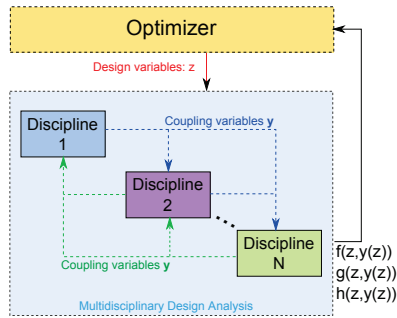 Optimizer
Design variables: z
Coupling variables y
Discipline
1
Discipline
2
Discipline
N
Coupling variables y
f(z,y(z))
g(z,y(z))
h(z,y(z))
Multidisciplinary Design Analysis